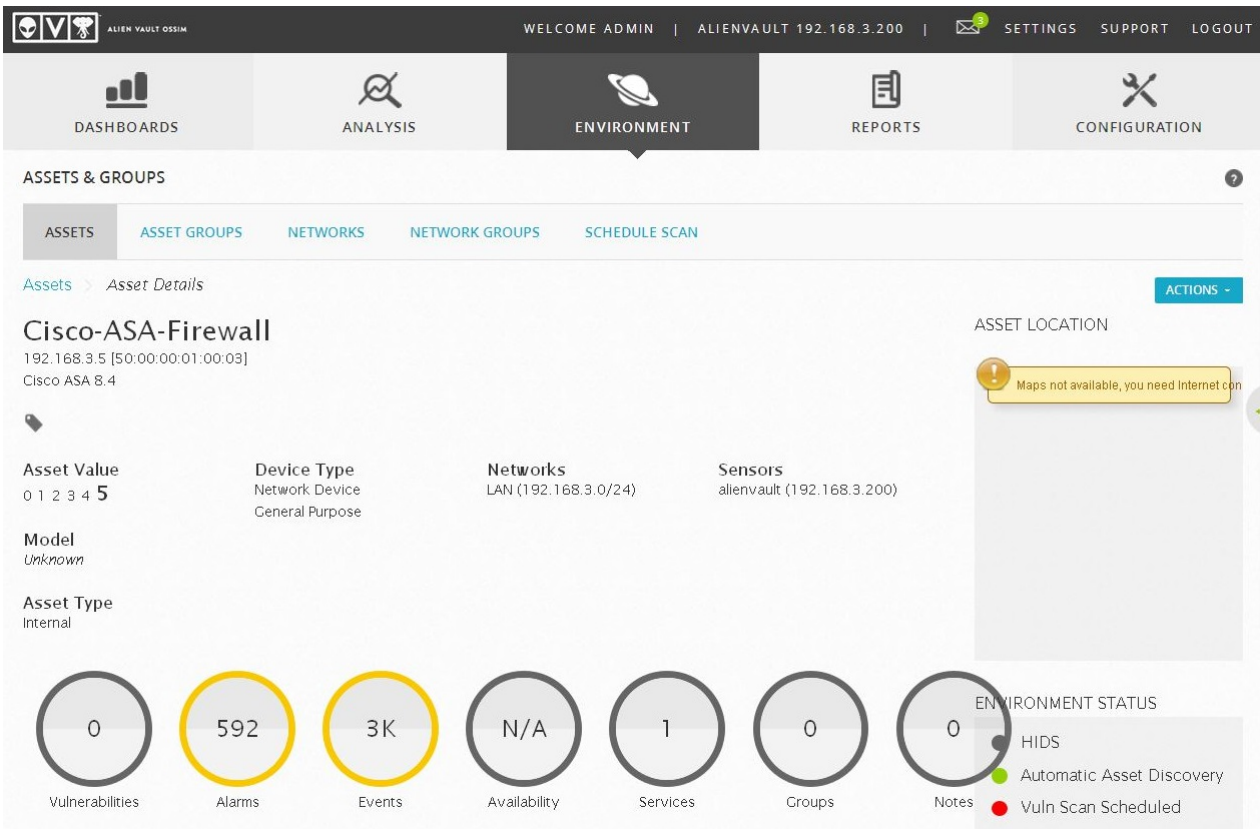 ALIEN VAULT OSSIM
WELCOME ADMIN | ALIENVAULT 192.168.3.200 | 3 SETTINGS SUPPORT LOGOUT
DASHBOARDS ANALYSIS ENVIRONMENT REPORTS CONFIGURATION
ASSETS & GROUPS ?
ASSETS ASSET GROUPS NETWORKS NETWORK GROUPS SCHEDULE SCAN
Assets Asset Details
ACTIONS
Cisco-ASA-Firewall
192.168.3.5 [50:00:00:01:00:03]
Cisco ASA 8.4
ASSET LOCATION
Maps not available, you need Internet con
Asset Value
0 1 2 3 4 5
Device Type
Network Device
General Purpose
Networks
LAN (192.168.3.0/24)
Sensors
alienvault (192.168.3.200)
Model
Unknown
Asset Type
Internal
0 592 3K N/A 1 0 0
Vulnerabilities Alarms Events Availability Services Groups Notes
ENVIRONMENT STATUS
HIDS
Automatic Asset Discovery
Vuln Scan Scheduled